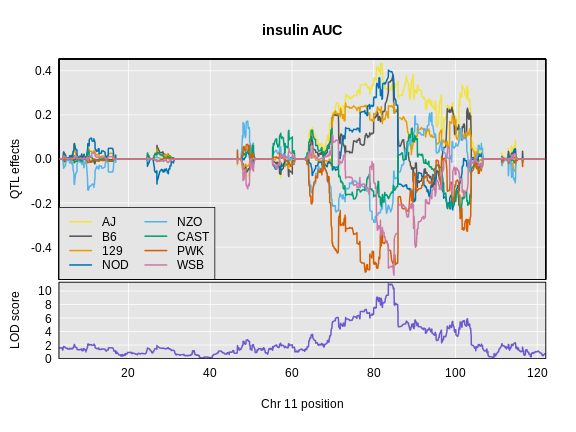 insulin AUC
QTL effects
0.4
0.2
0.0
-0.2
-0.4
AJ NZO
B6 CAST
129 PWK
NOD WSB
LOD score
10
8
6
4
2
0
20 40 60 80 100 120
Chr 11 position